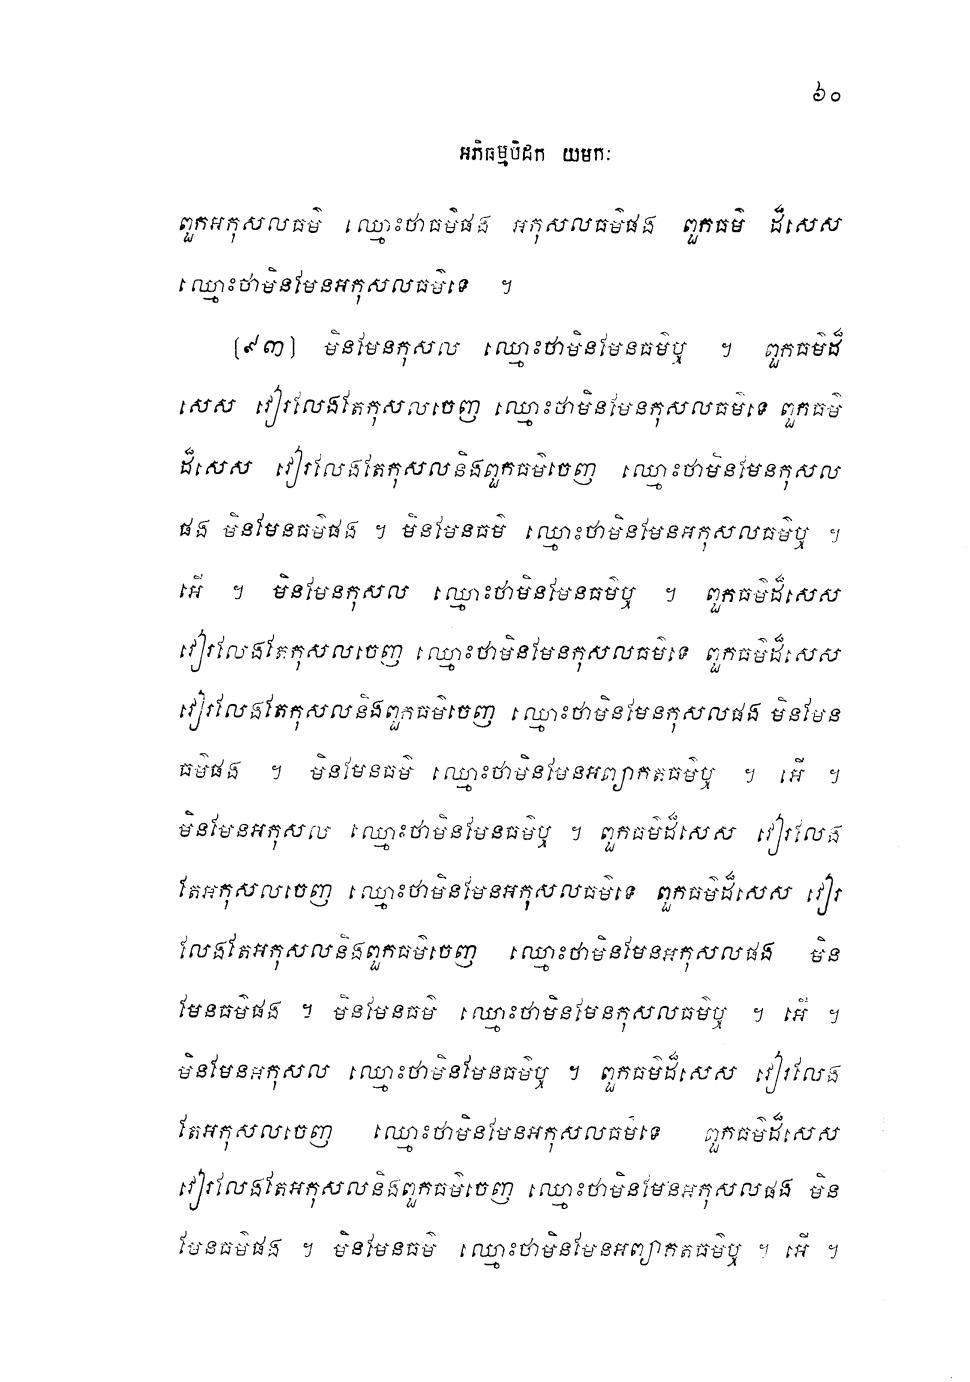 ៦០
អភិធម្មបិដក យមកៈ
ពួកអកុសលធម៌ ឈ្មោះថាធម៌ផង អកុសលធម៌ផង ពួកធម៌ ដ៏សេស
ឈ្មោះថាមិនមែនអកុសលធម៌ទេ ។
(៩៣) មិនមែនកុសល ឈ្មោះថាមិនមែនធម៌ឬ ។ ពួកធម៌ដ៏
សេស វៀរលែងតែកុសលចេញ ឈ្មោះថាមិនមែនកុសលធម៌ទេ ពួកធម៌
ដ៏សេស វៀរលែងតែកុសលនិងពួកធម៌ចេញ ឈ្មោះថាមិនមែនកុសល
ផង មិនមែនធម៌ផង ។ មិនមែនធម៌ ឈ្មោះថាមិនមែនអកុសលធម៌ឬ ។
អើ ។ មិនមែនកុសល ឈ្មោះថាមិនមែនធម៌ឬ ។ ពួកធម៌ដ៏សេស
វៀរលែងតែកុសលចេញ ឈ្មោះថាមិនមែនកុសលធម៌ទេ ពួកធម៌ដ៏សេស
វៀរលែងតែកុសលនិងពួកធម៌ចេញ ឈ្មោះថាមិនមែនកុសលផង មិនមែន
ធម៌ផង ។ មិនមែនធម៌ ឈ្មោះថាមិនមែនអព្យាកតធម៌ឬ ។ អើ ។
មិនមែនអកុសល ឈ្មោះថាមិនមែនធម៌ឬ ។ ពួកធម៌ដ៏សេស វៀរលែង
តែអកុសលចេញ ឈ្មោះថាមិនមែនអកុសលធម៌ទេ ពួកធម៌ដ៏សេស វៀរ
លែងតែអកុសលនិងពួកធម៌ចេញ ឈ្មោះថាមិនមែនអកុសលផង មិន
មែនធម៌ផង ។ មិនមែនធម៌ ឈ្មោះថាមិនមែនកុសលធម៌ឬ ។ អើ ។
មិនមែនអកុសល ឈ្មោះថាមិនមែនធម៌ឬ ។ ពួកធម៌ដ៏សេស វៀរលែង
តែអកុសលចេញ ឈ្មោះថាមិនមែនអកុសលធម៌ទេ ពួកធម៌ដ៏សេស
វៀរលែងតែអកុសលនិងពួកធម៌ចេញ ឈ្មោះថាមិនមែនអកុសលផង មិន
មែនធម៌ផង ។ មិនមែនធម៌ ឈ្មោះថាមិនមែនអព្យាកតធម៌ឬ ។ អើ ។